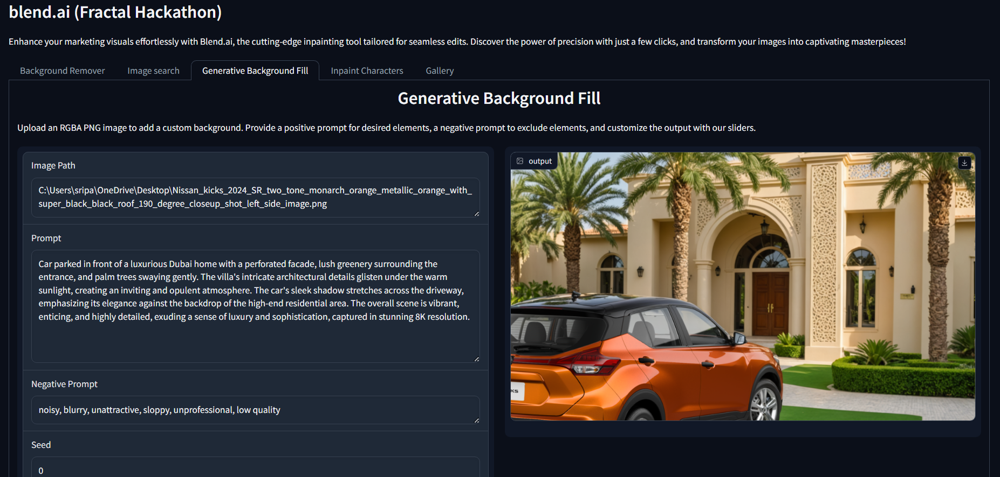 blend.ai (Fractal Hackathon)
Enhance your marketing visuals effortlessly with Blend.ai, the cutting-edge inpainting tool tailored for seamless edits. Discover the power of precision with just a few clicks, and transform your images into captivating masterpieces!
Background Remover
Image search
Generative Background Fill
Inpaint Characters
Gallery
Generative Background Fill
Upload an RGBA PNG image to add a custom background. Provide a positive prompt for desired elements, a negative prompt to exclude elements, and customize the output with our sliders.
Image Path
C:\Users\sripa\OneDrive\Desktop\Nissan_kicks_2024_SR_two_tone_monarch_orange_metallic_orange_with_
super_black_black_roof_190_degree_closeup_shot_left_side_image.png
Prompt
Car parked in front of a luxurious Dubai home with a perforated facade, lush greenery surrounding the
entrance, and palm trees swaying gently. The villa's intricate architectural details glisten under the warm
sunlight, creating an inviting and opulent atmosphere. The car's sleek shadow stretches across the driveway,
emphasizing its elegance against the backdrop of the high-end residential area. The overall scene is vibrant,
enticing, and highly detailed, exuding a sense of luxury and sophistication, captured in stunning 8K resolution.
Negative Prompt
noisy, blurry, unattractive, sloppy, unprofessional, low quality
Seed
0
output
KS